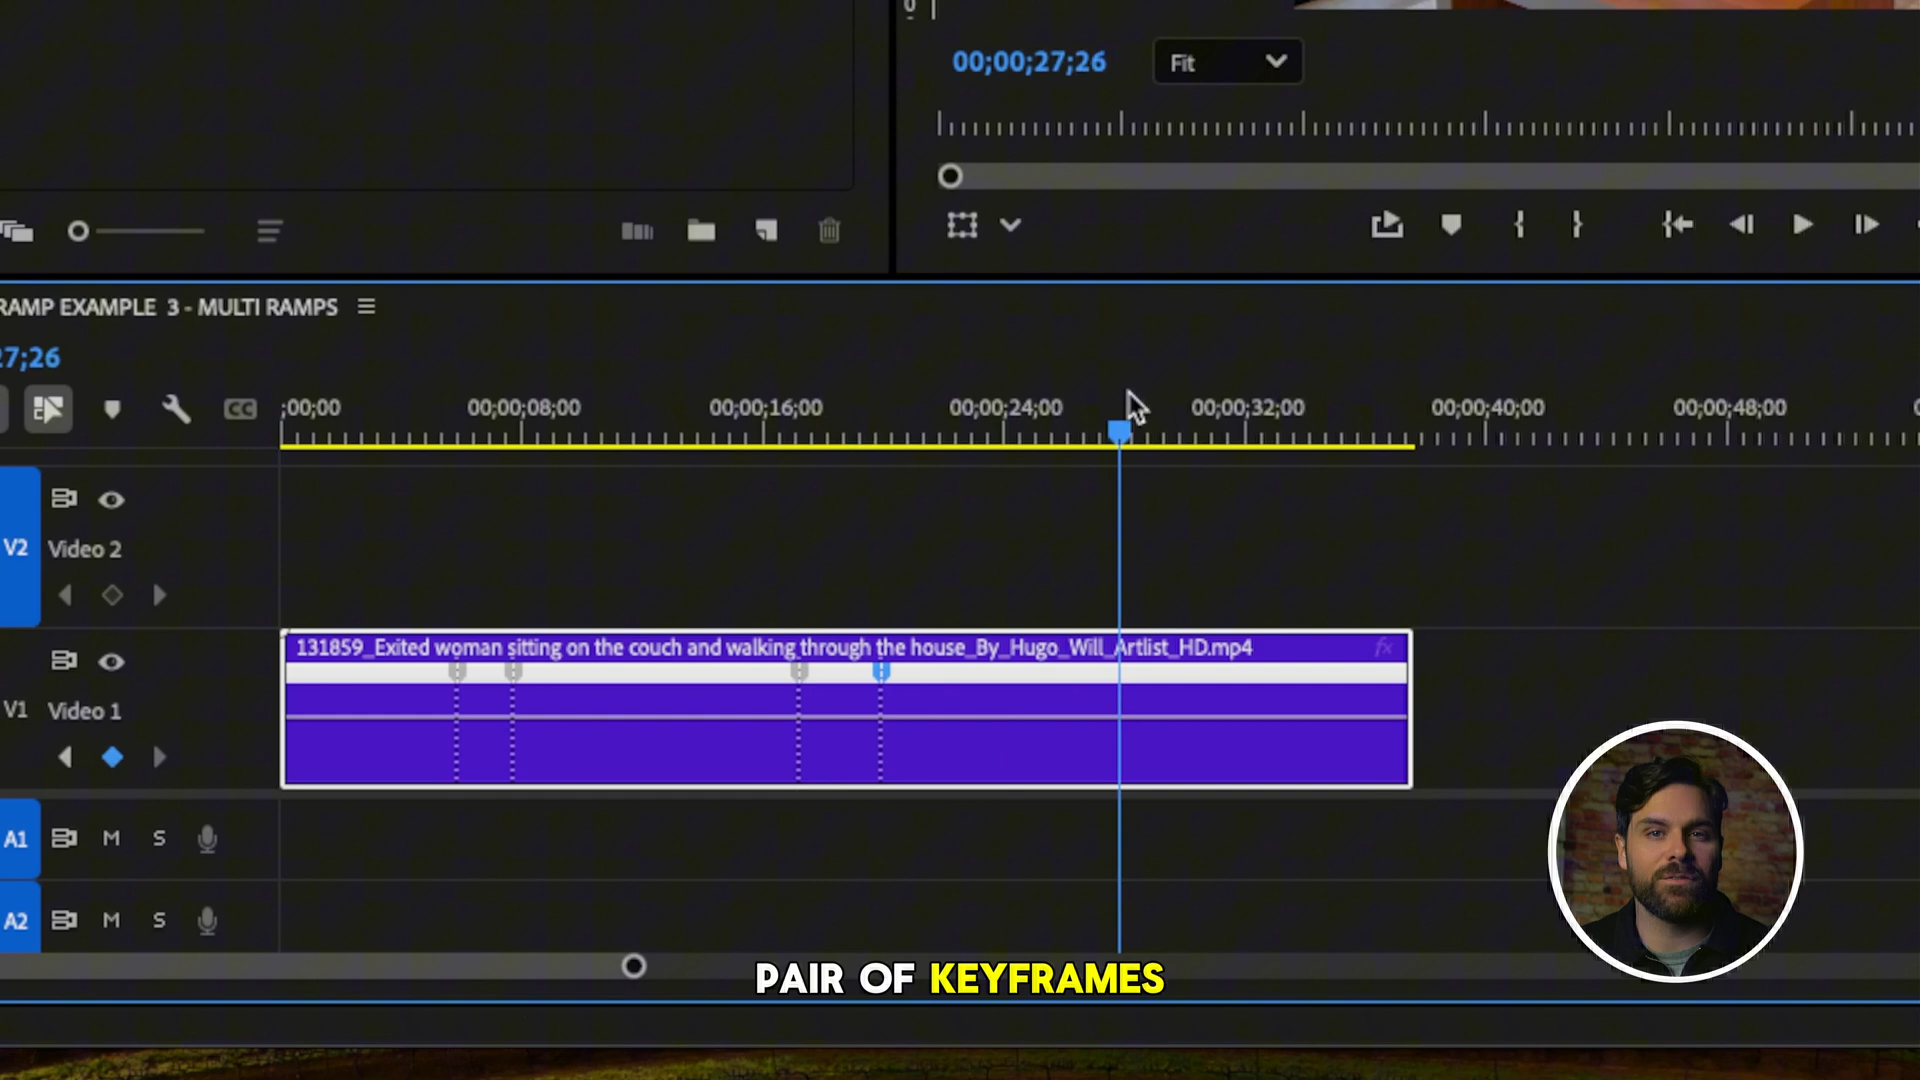 00;00;27;26
Fit
RAMP EXAMPLE 3 - MULTI RAMPS
27;26
CC
;00;00 00;00;08;00 00;00;16;00 00;00;24;00 00;00;32;00 00;00;40;00 00;00;48;00
V2 Video 2
131859_Exited woman sitting on the couch and walking through the house_By_Hugo_Will_Artlist_HD.mp4 fx
V1 Video 1
A1 M S
A2 M S
PAIR OF KEYFRAMES